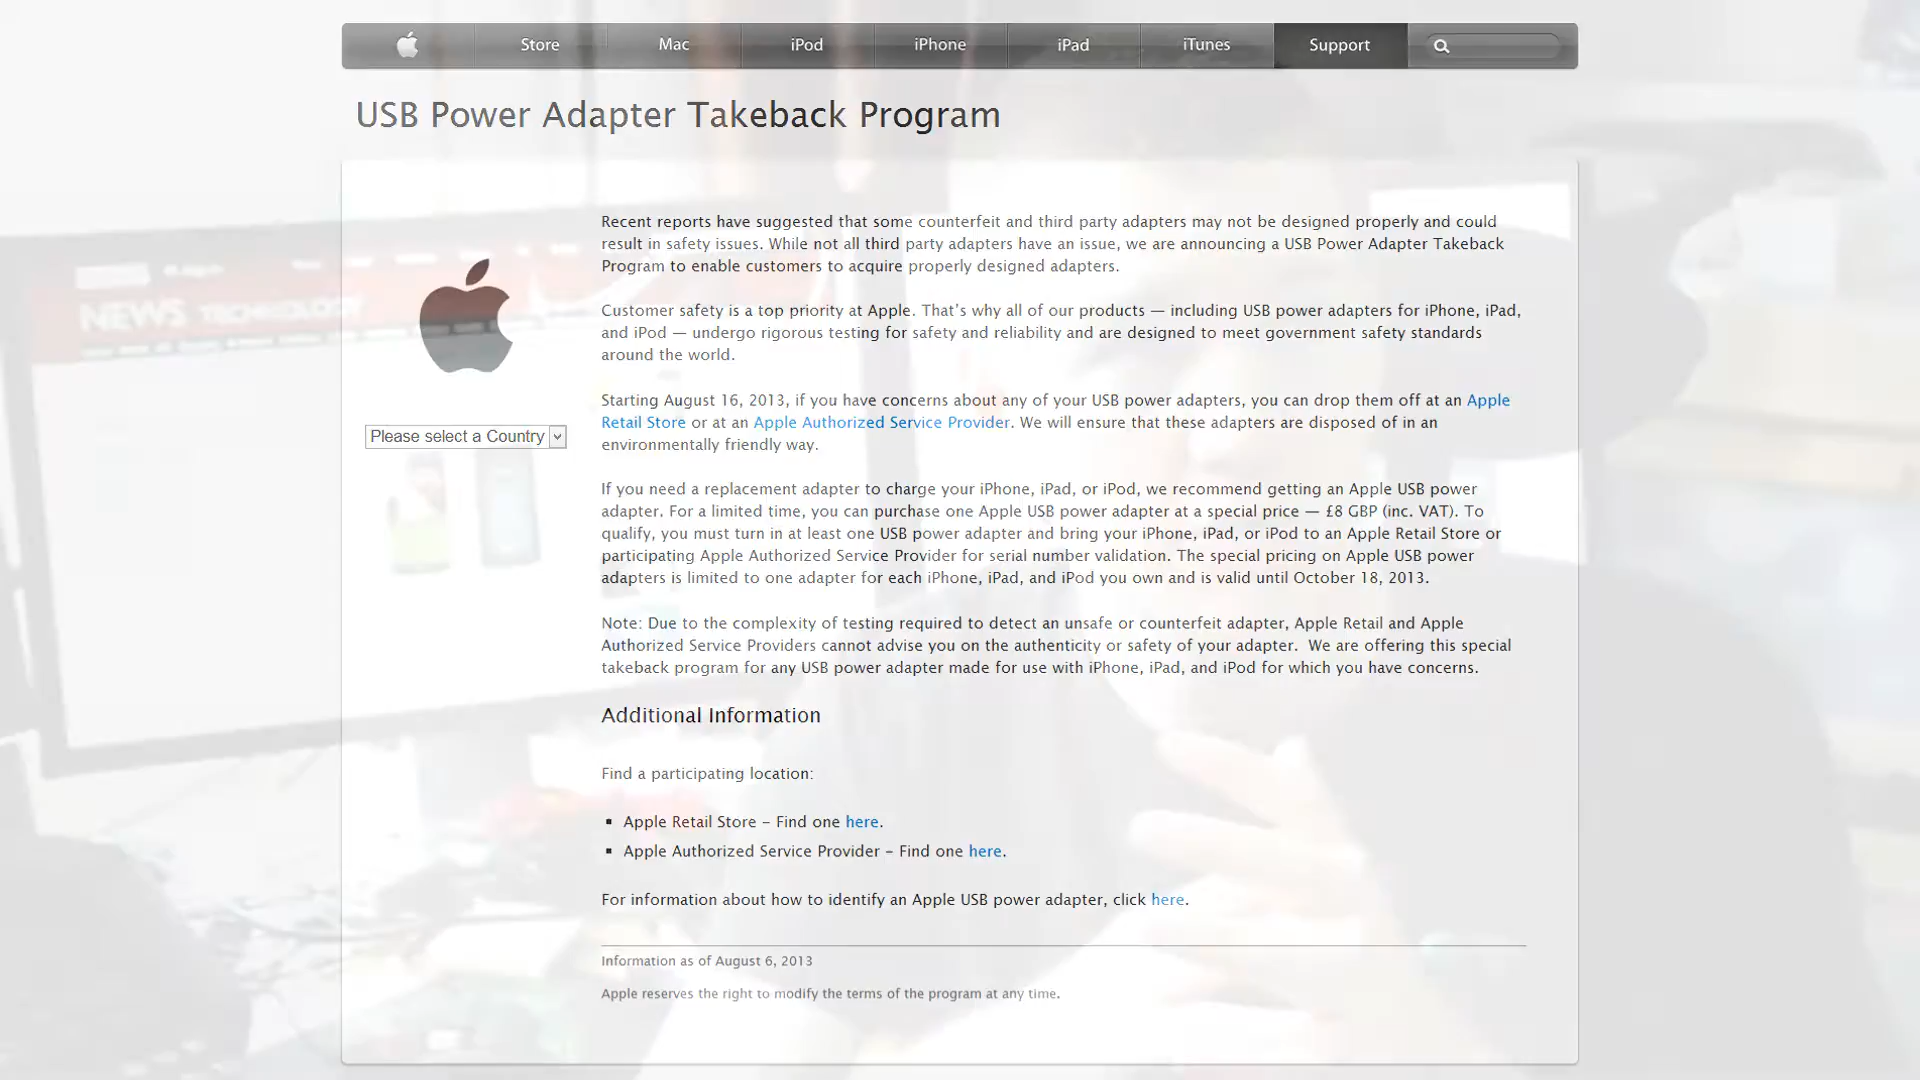 Store Mac iPod iPhone iPad iTunes Support
USB Power Adapter Takeback Program
NEWS TECHNOLOGY
Please select a Country
Recent reports have suggested that some counterfeit and third party adapters may not be designed properly and could
result in safety issues. While not all third party adapters have an issue, we are announcing a USB Power Adapter Takeback
Program to enable customers to acquire properly designed adapters.
Customer safety is a top priority at Apple. That's why all of our products — including USB power adapters for iPhone, iPad,
and iPod — undergo rigorous testing for safety and reliability and are designed to meet government safety standards
around the world.
Starting August 16, 2013, if you have concerns about any of your USB power adapters, you can drop them off at an Apple
Retail Store or at an Apple Authorized Service Provider. We will ensure that these adapters are disposed of in an
environmentally friendly way.
If you need a replacement adapter to charge your iPhone, iPad, or iPod, we recommend getting an Apple USB power
adapter. For a limited time, you can purchase one Apple USB power adapter at a special price — £8 GBP (inc. VAT). To
qualify, you must turn in at least one USB power adapter and bring your iPhone, iPad, or iPod to an Apple Retail Store or
participating Apple Authorized Service Provider for serial number validation. The special pricing on Apple USB power
adapters is limited to one adapter for each iPhone, iPad, and iPod you own and is valid until October 18, 2013.
Note: Due to the complexity of testing required to detect an unsafe or counterfeit adapter, Apple Retail and Apple
Authorized Service Providers cannot advise you on the authenticity or safety of your adapter. We are offering this special
takeback program for any USB power adapter made for use with iPhone, iPad, and iPod for which you have concerns.
Additional Information
Find a participating location:
▪ Apple Retail Store – Find one here.
▪ Apple Authorized Service Provider – Find one here.
For information about how to identify an Apple USB power adapter, click here.
Information as of August 6, 2013
Apple reserves the right to modify the terms of the program at any time.